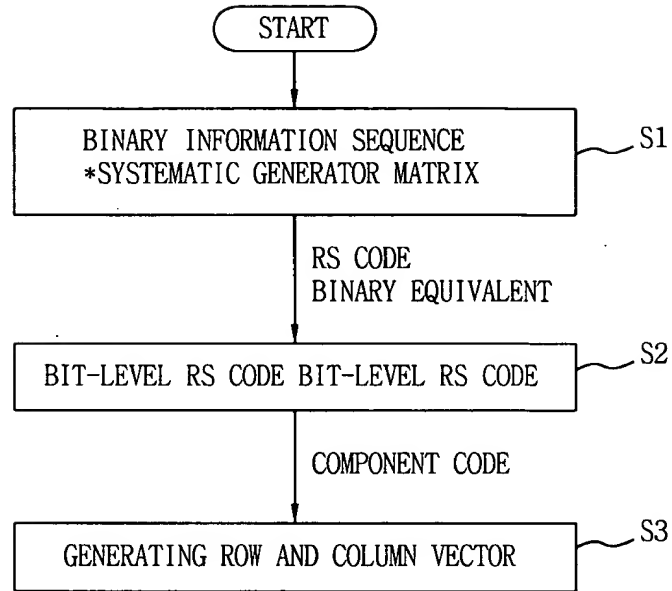 START
BINARY INFORMATION SEQUENCE
*SYSTEMATIC GENERATOR MATRIX
S1
RS CODE
BINARY EQUIVALENT
BIT-LEVEL RS CODE BIT-LEVEL RS CODE
S2
COMPONENT CODE
GENERATING ROW AND COLUMN VECTOR
S3